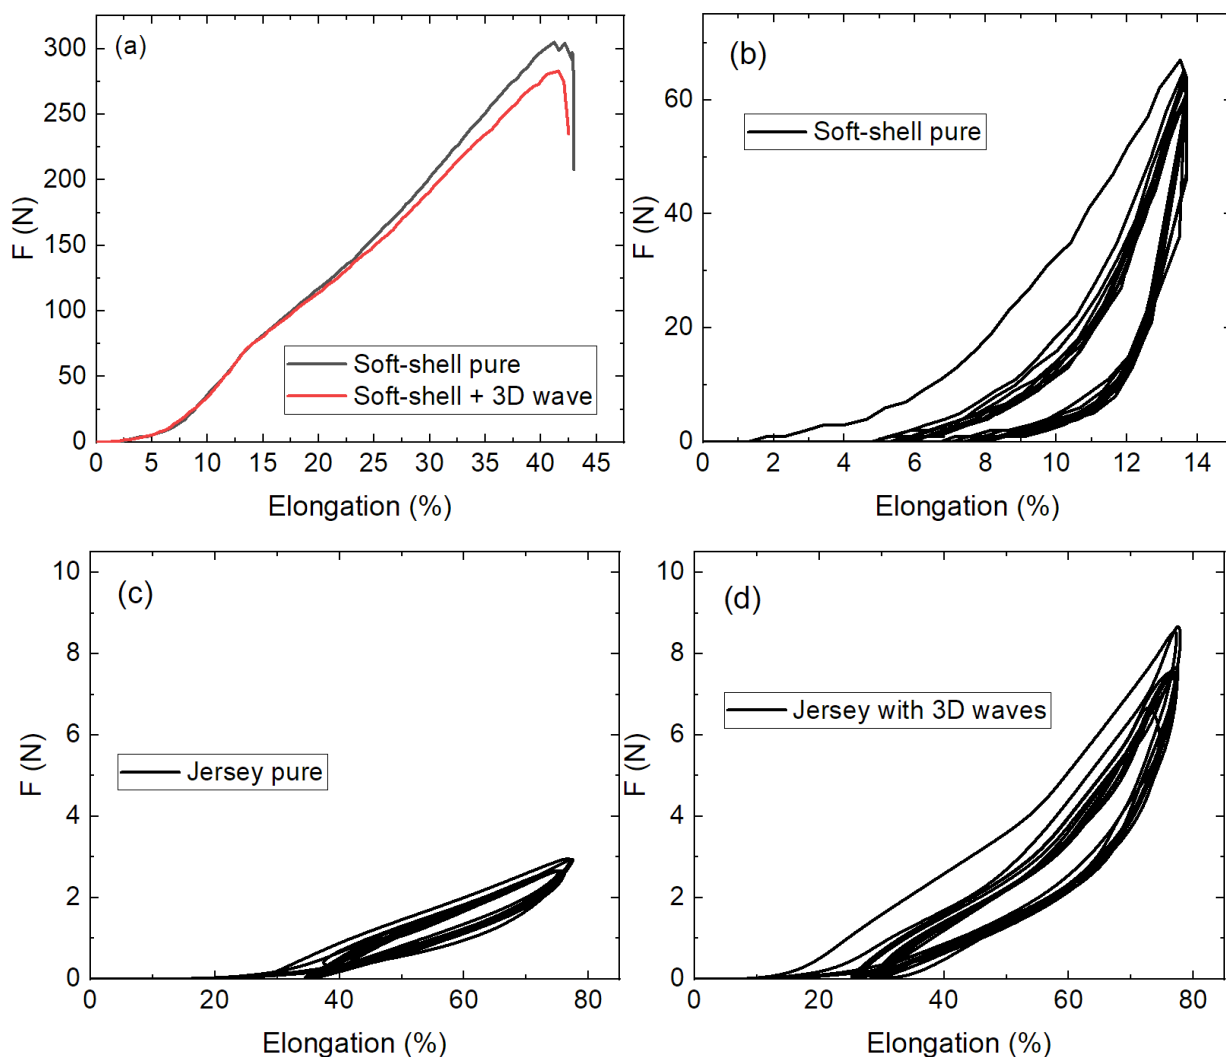 (a)
300
250
200
150
100
50
0
F (N)
Soft-shell pure
Soft-shell + 3D wave
0 5 10 15 20 25 30 35 40 45
Elongation (%)
(b)
60
40
20
0
F (N)
Soft-shell pure
0 2 4 6 8 10 12 14
Elongation (%)
(c)
10
8
6
4
2
0
F (N)
Jersey pure
0 20 40 60 80
Elongation (%)
(d)
10
8
6
4
2
0
F (N)
Jersey with 3D waves
0 20 40 60 80
Elongation (%)